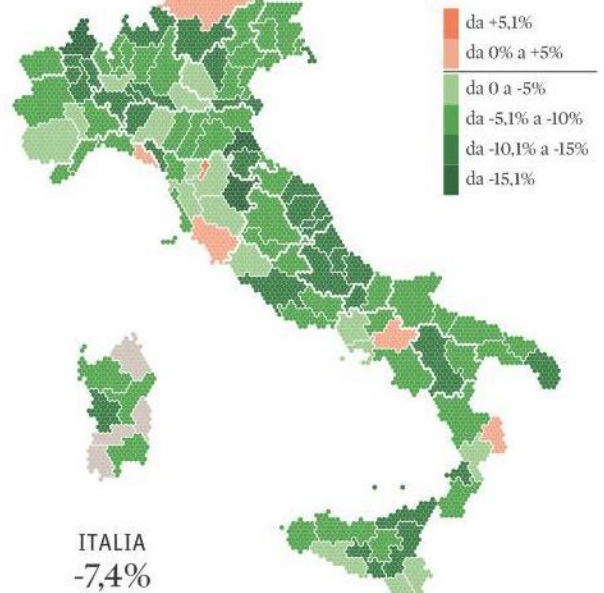 da +5,1%
da 0% a +5%
da 0 a -5%
da -5,1% a -10%
da -10,1% a -15%
da -15,1%
ITALIA
-7,4%